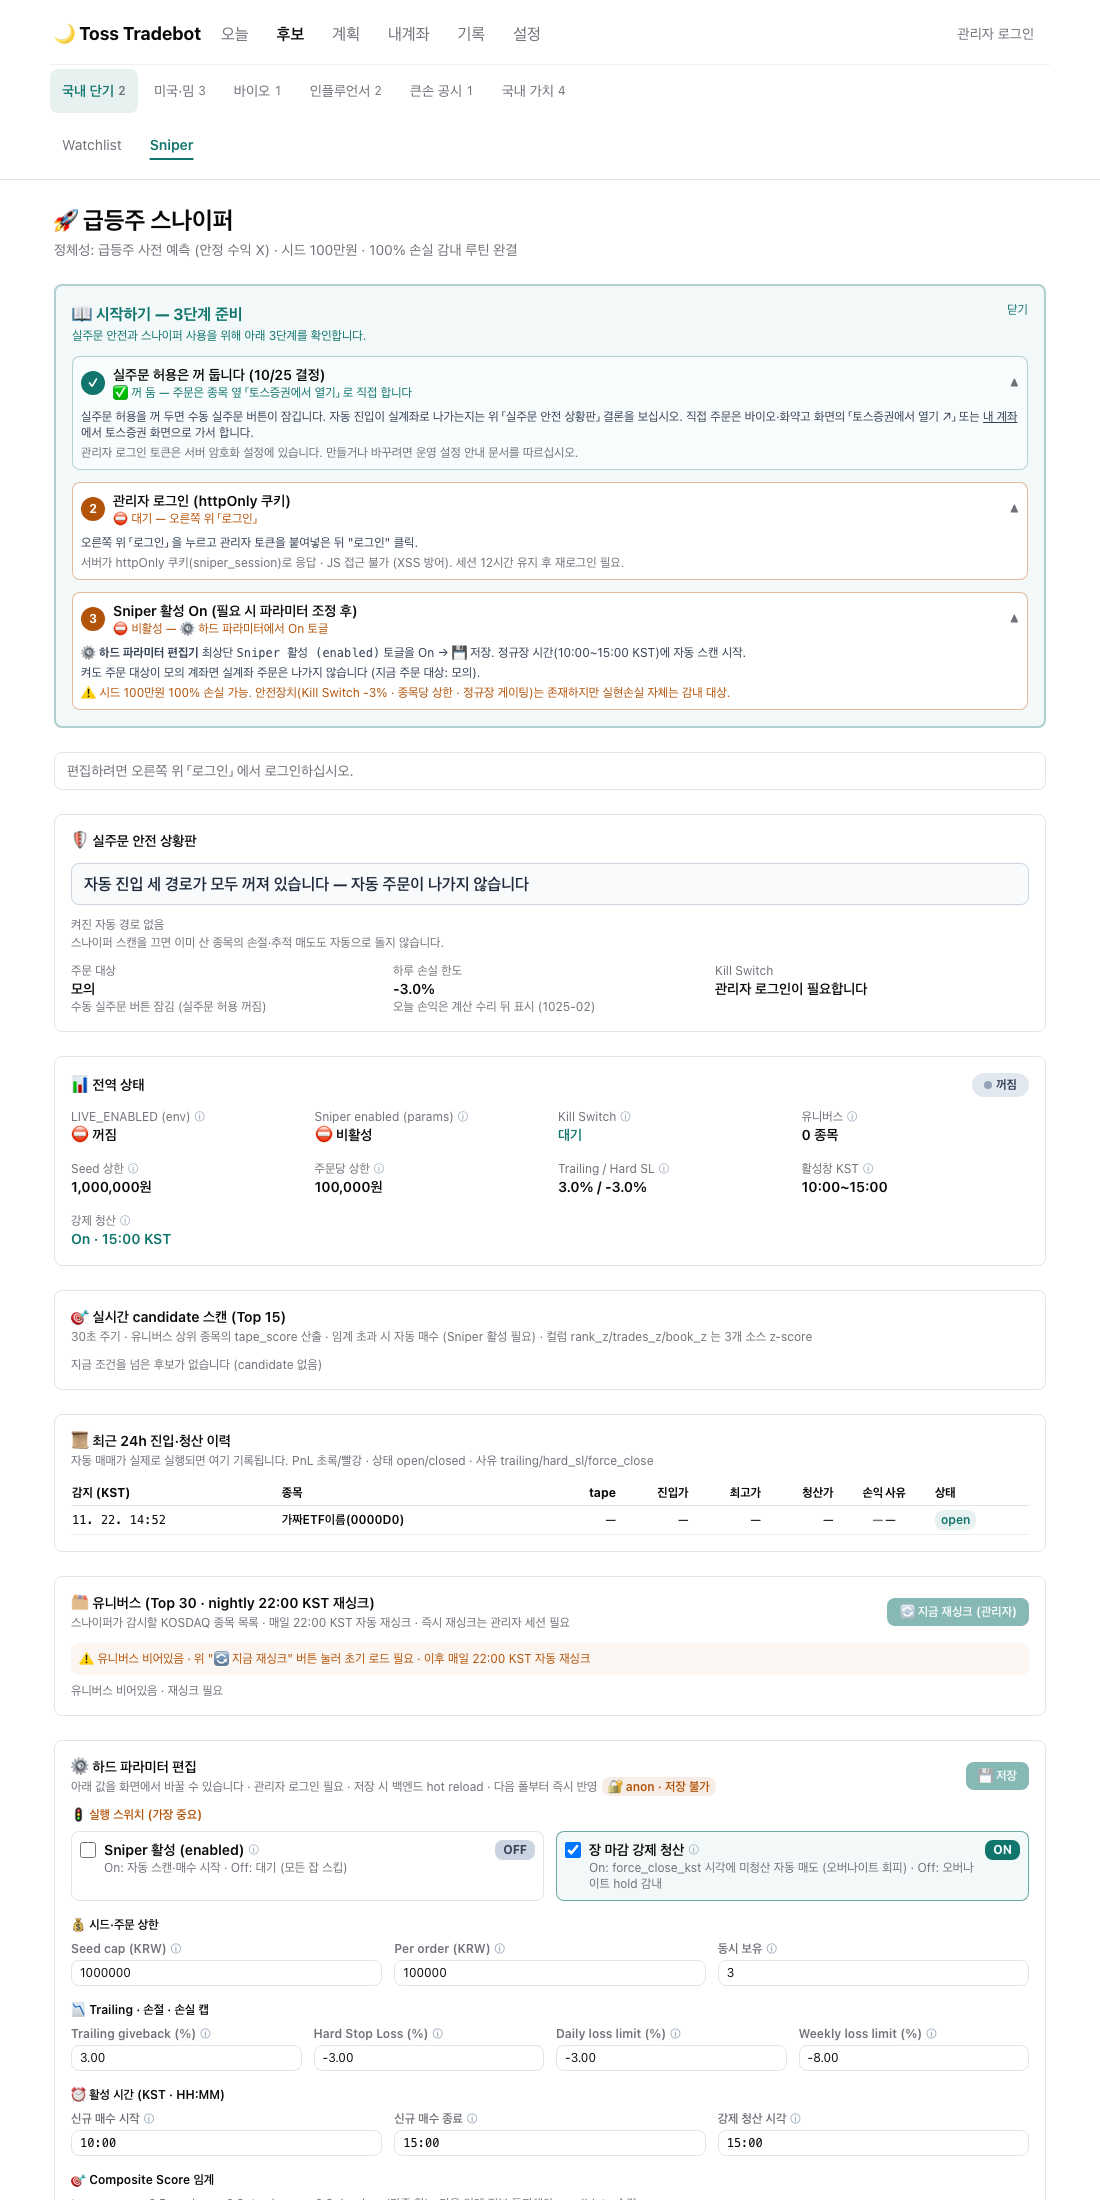 🌙 Toss Tradebot 오늘 후보 계획 내계좌 기록 설정 관리자 로그인
국내 단기 2 미국·밈 3 바이오 1 인플루언서 2 큰손 공시 1 국내 가치 4
Watchlist Sniper
🚀 급등주 스나이퍼
정체성: 급등주 사전 예측 (안정 수익 X) · 시드 100만원 · 100% 손실 감내 루틴 완결
📖 시작하기 — 3단계 준비 닫기
실주문 안전과 스나이퍼 사용을 위해 아래 3단계를 확인합니다.
✓ 실주문 허용은 꺼 둡니다 (10/25 결정) ▲
✅ 꺼 둠 — 주문은 종목 옆 「토스증권에서 열기」 로 직접 합니다
실주문 허용을 꺼 두면 수동 실주문 버튼이 잠깁니다. 자동 진입이 실계좌로 나가는지는 위 「실주문 안전 상황판」 결론을 보십시오. 직접 주문은 바이오·화약고 화면의 「토스증권에서 열기 ↗」 또는 내 계좌
에서 토스증권 화면으로 가서 합니다.
관리자 로그인 토큰은 서버 암호화 설정에 있습니다. 만들거나 바꾸려면 운영 설정 안내 문서를 따르십시오.
2 관리자 로그인 (httpOnly 쿠키) ▲
⛔ 대기 — 오른쪽 위 「로그인」
오른쪽 위 「로그인」 을 누르고 관리자 토큰을 붙여넣은 뒤 "로그인" 클릭.
서버가 httpOnly 쿠키(sniper_session)로 응답 · JS 접근 불가 (XSS 방어). 세션 12시간 유지 후 재로그인 필요.
3 Sniper 활성 On (필요 시 파라미터 조정 후) ▲
⛔ 비활성 — ⚙️ 하드 파라미터에서 On 토글
⚙️ 하드 파라미터 편집기 최상단 Sniper 활성 (enabled) 토글을 On → 💾 저장. 정규장 시간(10:00~15:00 KST)에 자동 스캔 시작.
켜도 주문 대상이 모의 계좌면 실계좌 주문은 나가지 않습니다 (지금 주문 대상: 모의).
⚠️ 시드 100만원 100% 손실 가능. 안전장치(Kill Switch -3% · 종목당 상한 · 정규장 게이팅)는 존재하지만 실현손실 자체는 감내 대상.
편집하려면 오른쪽 위 「로그인」 에서 로그인하십시오.
🛡️ 실주문 안전 상황판
자동 진입 세 경로가 모두 꺼져 있습니다 — 자동 주문이 나가지 않습니다
켜진 자동 경로 없음
스나이퍼 스캔을 끄면 이미 산 종목의 손절·추적 매도도 자동으로 돌지 않습니다.
주문 대상 하루 손실 한도 Kill Switch
모의 -3.0% 관리자 로그인이 필요합니다
수동 실주문 버튼 잠김 (실주문 허용 꺼짐) 오늘 손익은 계산 수리 뒤 표시 (1025-02)
📊 전역 상태 ● 꺼짐
LIVE_ENABLED (env) ⓘ Sniper enabled (params) ⓘ Kill Switch ⓘ 유니버스 ⓘ
⛔ 꺼짐 ⛔ 비활성 대기 0 종목
Seed 상한 ⓘ 주문당 상한 ⓘ Trailing / Hard SL ⓘ 활성창 KST ⓘ
1,000,000원 100,000원 3.0% / -3.0% 10:00~15:00
강제 청산 ⓘ
On · 15:00 KST
🎯 실시간 candidate 스캔 (Top 15)
30초 주기 · 유니버스 상위 종목의 tape_score 산출 · 임계 초과 시 자동 매수 (Sniper 활성 필요) · 컬럼 rank_z/trades_z/book_z 는 3개 소스 z-score
지금 조건을 넘은 후보가 없습니다 (candidate 없음)
📜 최근 24h 진입·청산 이력
자동 매매가 실제로 실행되면 여기 기록됩니다. PnL 초록/빨강 · 상태 open/closed · 사유 trailing/hard_sl/force_close
감지 (KST) 종목 tape 진입가 최고가 청산가 손익 사유 상태
11. 22. 14:52 가짜ETF이름(0000D0) — — — — — — open
🗂️ 유니버스 (Top 30 · nightly 22:00 KST 재싱크) 🔄 지금 재싱크 (관리자)
스나이퍼가 감시할 KOSDAQ 종목 목록 · 매일 22:00 KST 자동 재싱크 · 즉시 재싱크는 관리자 세션 필요
⚠️ 유니버스 비어있음 · 위 "🔄 지금 재싱크" 버튼 눌러 초기 로드 필요 · 이후 매일 22:00 KST 자동 재싱크
유니버스 비어있음 · 재싱크 필요
⚙️ 하드 파라미터 편집 💾 저장
아래 값을 화면에서 바꿀 수 있습니다 · 관리자 로그인 필요 · 저장 시 백엔드 hot reload · 다음 폴부터 즉시 반영 🔐 anon · 저장 불가
🚦 실행 스위치 (가장 중요)
Sniper 활성 (enabled) ⓘ OFF 장 마감 강제 청산 ⓘ ON
On: 자동 스캔·매수 시작 · Off: 대기 (모든 잡 스킵) On: force_close_kst 시각에 미청산 자동 매도 (오버나이트 회피) · Off: 오버나
이트 hold 감내
💰 시드·주문 상한
Seed cap (KRW) ⓘ Per order (KRW) ⓘ 동시 보유 ⓘ
1000000 100000 3
📉 Trailing · 손절 · 손실 캡
Trailing giveback (%) ⓘ Hard Stop Loss (%) ⓘ Daily loss limit (%) ⓘ Weekly loss limit (%) ⓘ
3.00 -3.00 -3.00 -8.00
⏰ 활성 시간 (KST · HH:MM)
신규 매수 시작 ⓘ 신규 매수 종료 ⓘ 강제 청산 시각 ⓘ
10:00 15:00 15:00
🎯 Composite Score 임계